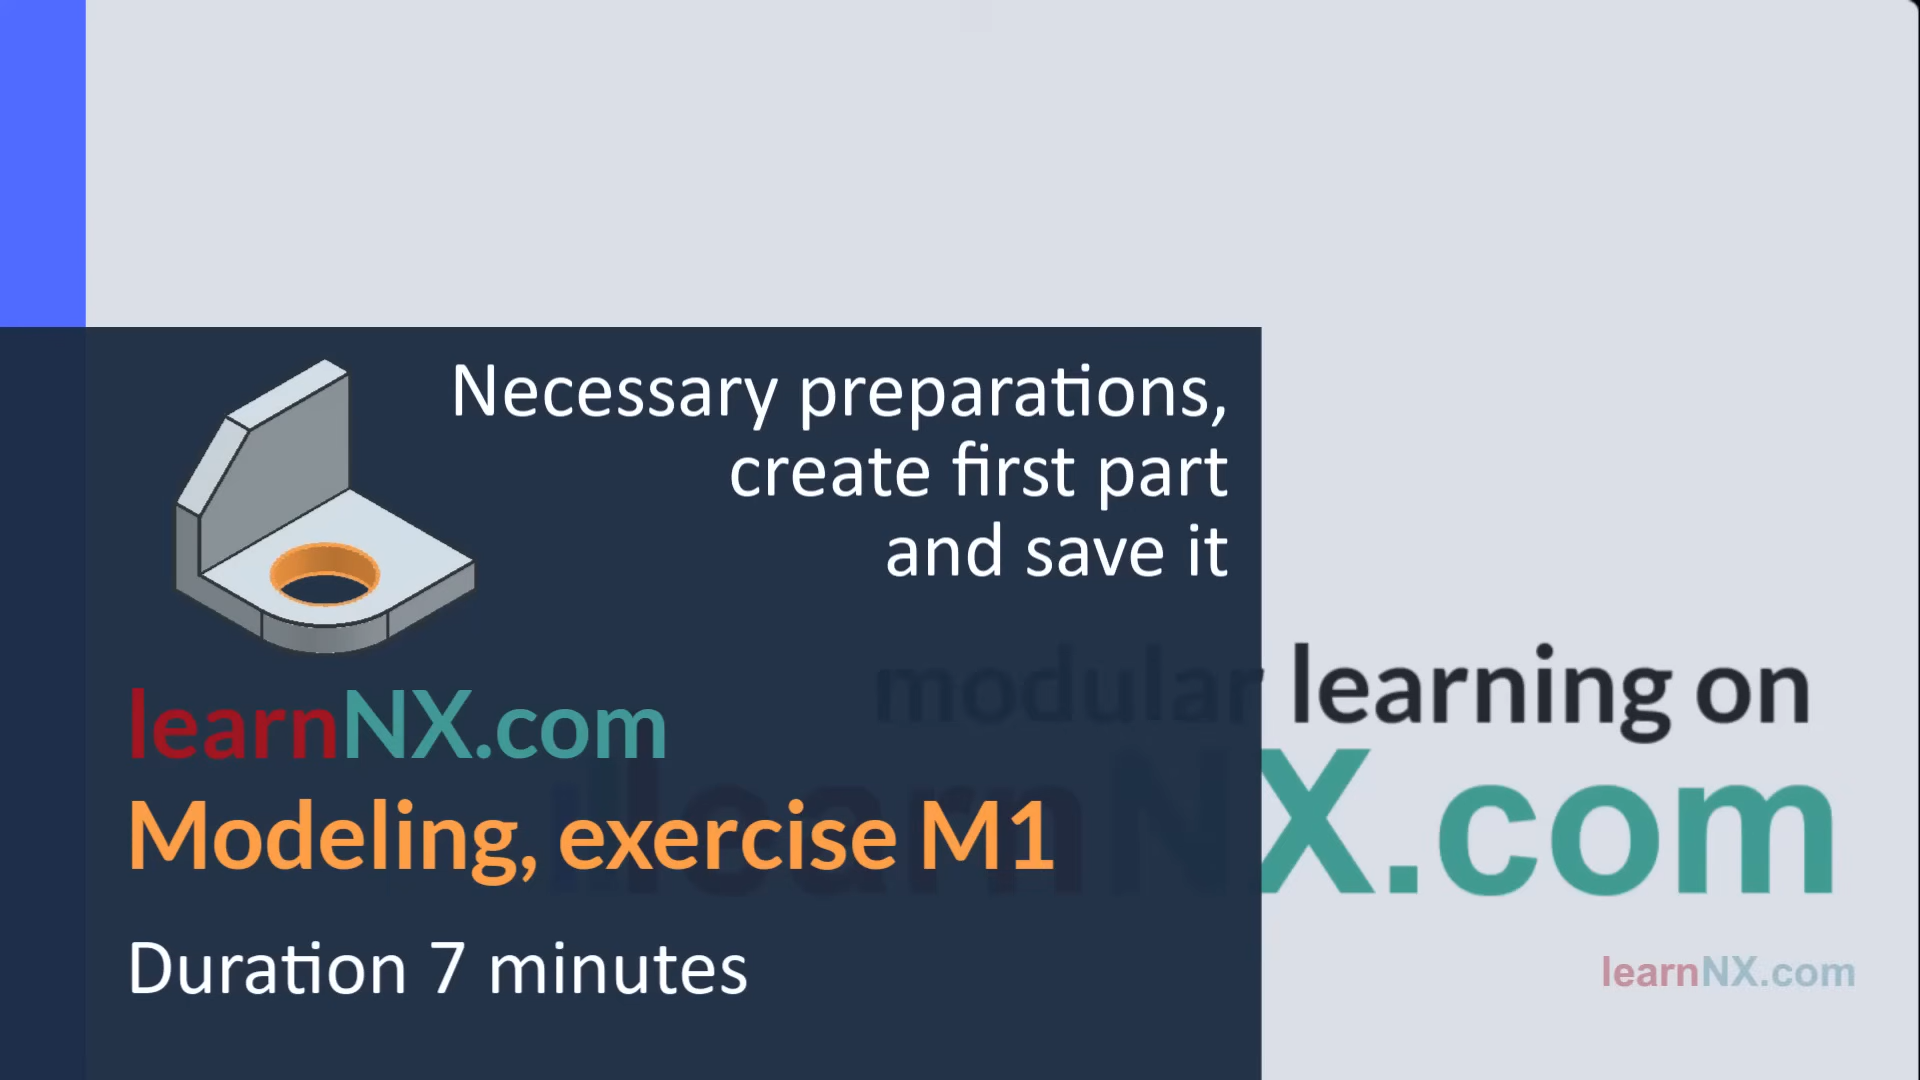 Necessary preparations,
create first part
and save it
modular learning on
learnNX.com
learnNX.com
Modeling, exercise M1
Duration 7 minutes
learnNX.com